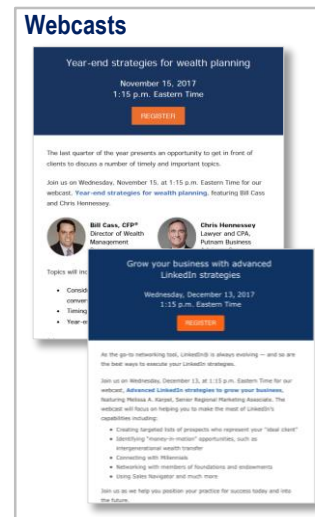 Webcasts
Year-end strategies for wealth planning
November 15, 2017
1:15 p.m. Eastern Time
REGISTER
The last quarter of the year presents an opportunity to get in front of
clients to discuss a number of timely and important topics.
Join us on Wednesday, November 15, at 1:15 p.m. Eastern Time for our
webcast, Year-end strategies for wealth planning, featuring Bill Cass
and Chris Hennessey.
Bill Cass, CFP®
Director of Wealth
Management
Chris Hennessey
Lawyer and CPA,
Putnam Business
Topics will inc
Consid
conver
Timing
Year-e
Grow your business with advanced
LinkedIn strategies
Wednesday, December 13, 2017
1:15 p.m. Eastern Time
REGISTER
As the go-to networking tool, LinkedIn® is always evolving — and so are
the best ways to execute your LinkedIn strategies.
Join us on Wednesday, December 13, at 1:15 p.m. Eastern Time for our
webcast, Advanced LinkedIn strategies to grow your business,
featuring Melissa A. Karpel, Senior Regional Marketing Associate. The
webcast will focus on helping you to make the most of LinkedIn's
capabilities including:
• Creating targeted lists of prospects who represent your "ideal client"
• Identifying "money-in-motion" opportunities, such as
intergenerational wealth transfer
• Connecting with Millennials
• Networking with members of foundations and endowments
• Using Sales Navigator and much more
Join us as we help you position your practice for success today and into
the future.